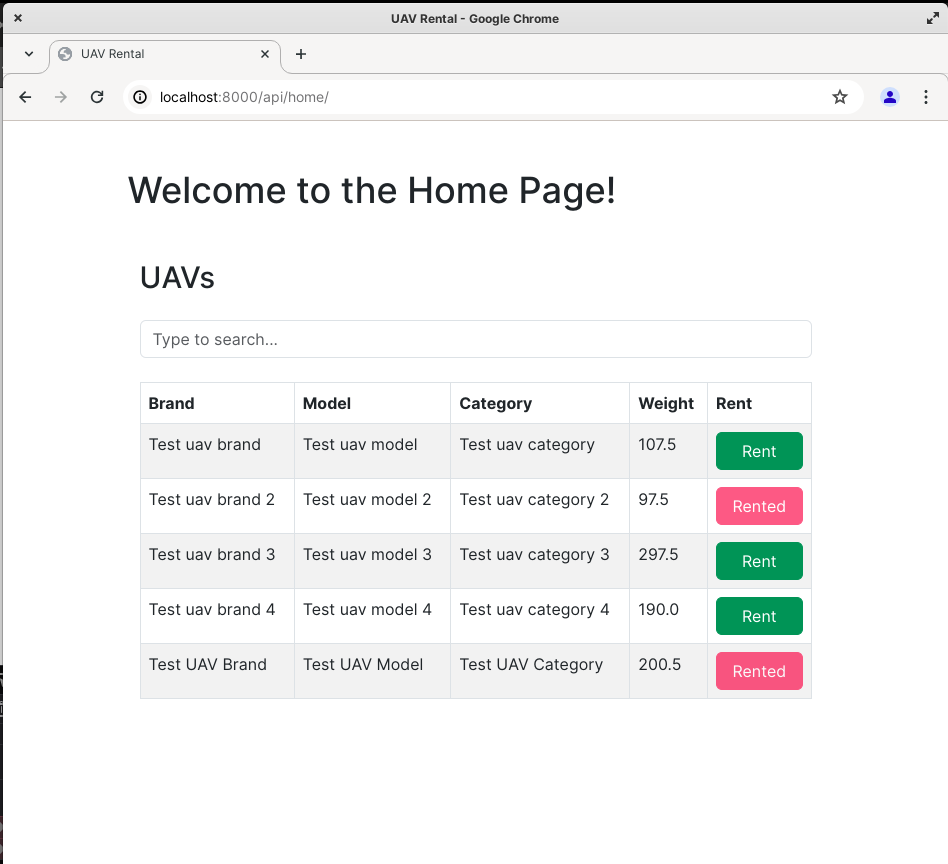 UAV Rental - Google Chrome
UAV Rental
localhost:8000/api/home/
Welcome to the Home Page!
UAVs
Type to search...
Brand Model Category Weight Rent
Test uav brand Test uav model Test uav category 107.5 Rent
Test uav brand 2 Test uav model 2 Test uav category 2 97.5 Rented
Test uav brand 3 Test uav model 3 Test uav category 3 297.5 Rent
Test uav brand 4 Test uav model 4 Test uav category 4 190.0 Rent
Test UAV Brand Test UAV Model Test UAV Category 200.5 Rented